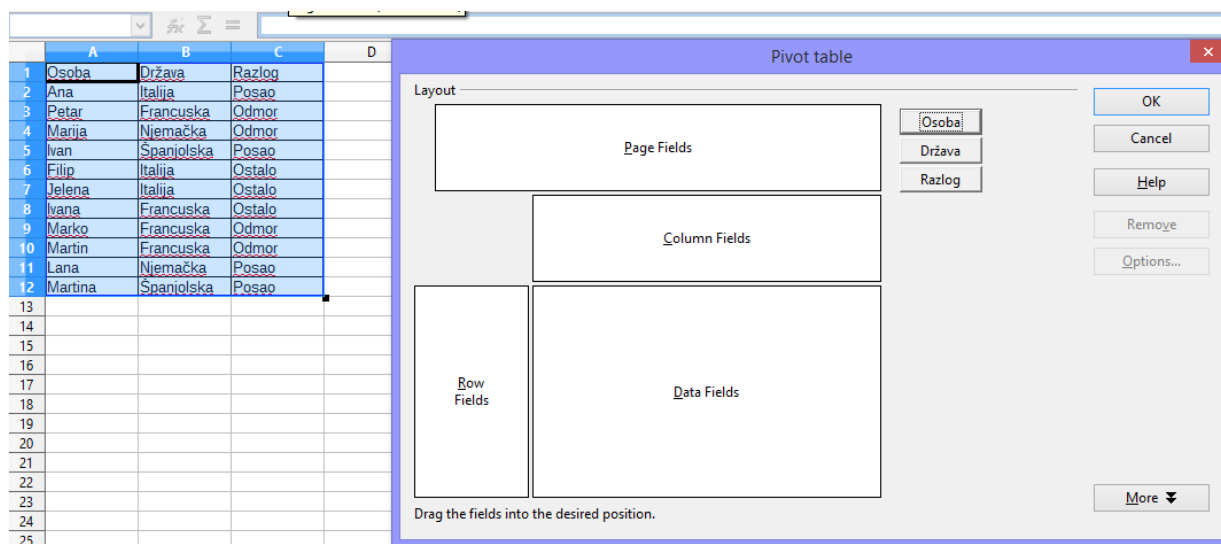 A B C D
1 Osoba Država Razlog
2 Ana Italija Posao
3 Petar Francuska Odmor
4 Marija Njemačka Odmor
5 Ivan Španjolska Posao
6 Filip Italija Ostalo
7 Jelena Italija Ostalo
8 Ivana Francuska Ostalo
9 Marko Francuska Odmor
10 Martin Francuska Odmor
11 Lana Njemačka Posao
12 Martina Španjolska Posao
13
14
15
16
17
18
19
20
21
22
23
24
25
Pivot table
Layout
Page Fields
Column Fields
Row
Fields
Data Fields
Osoba
Država
Razlog
OK
Cancel
Help
Remove
Options...
More
Drag the fields into the desired position.